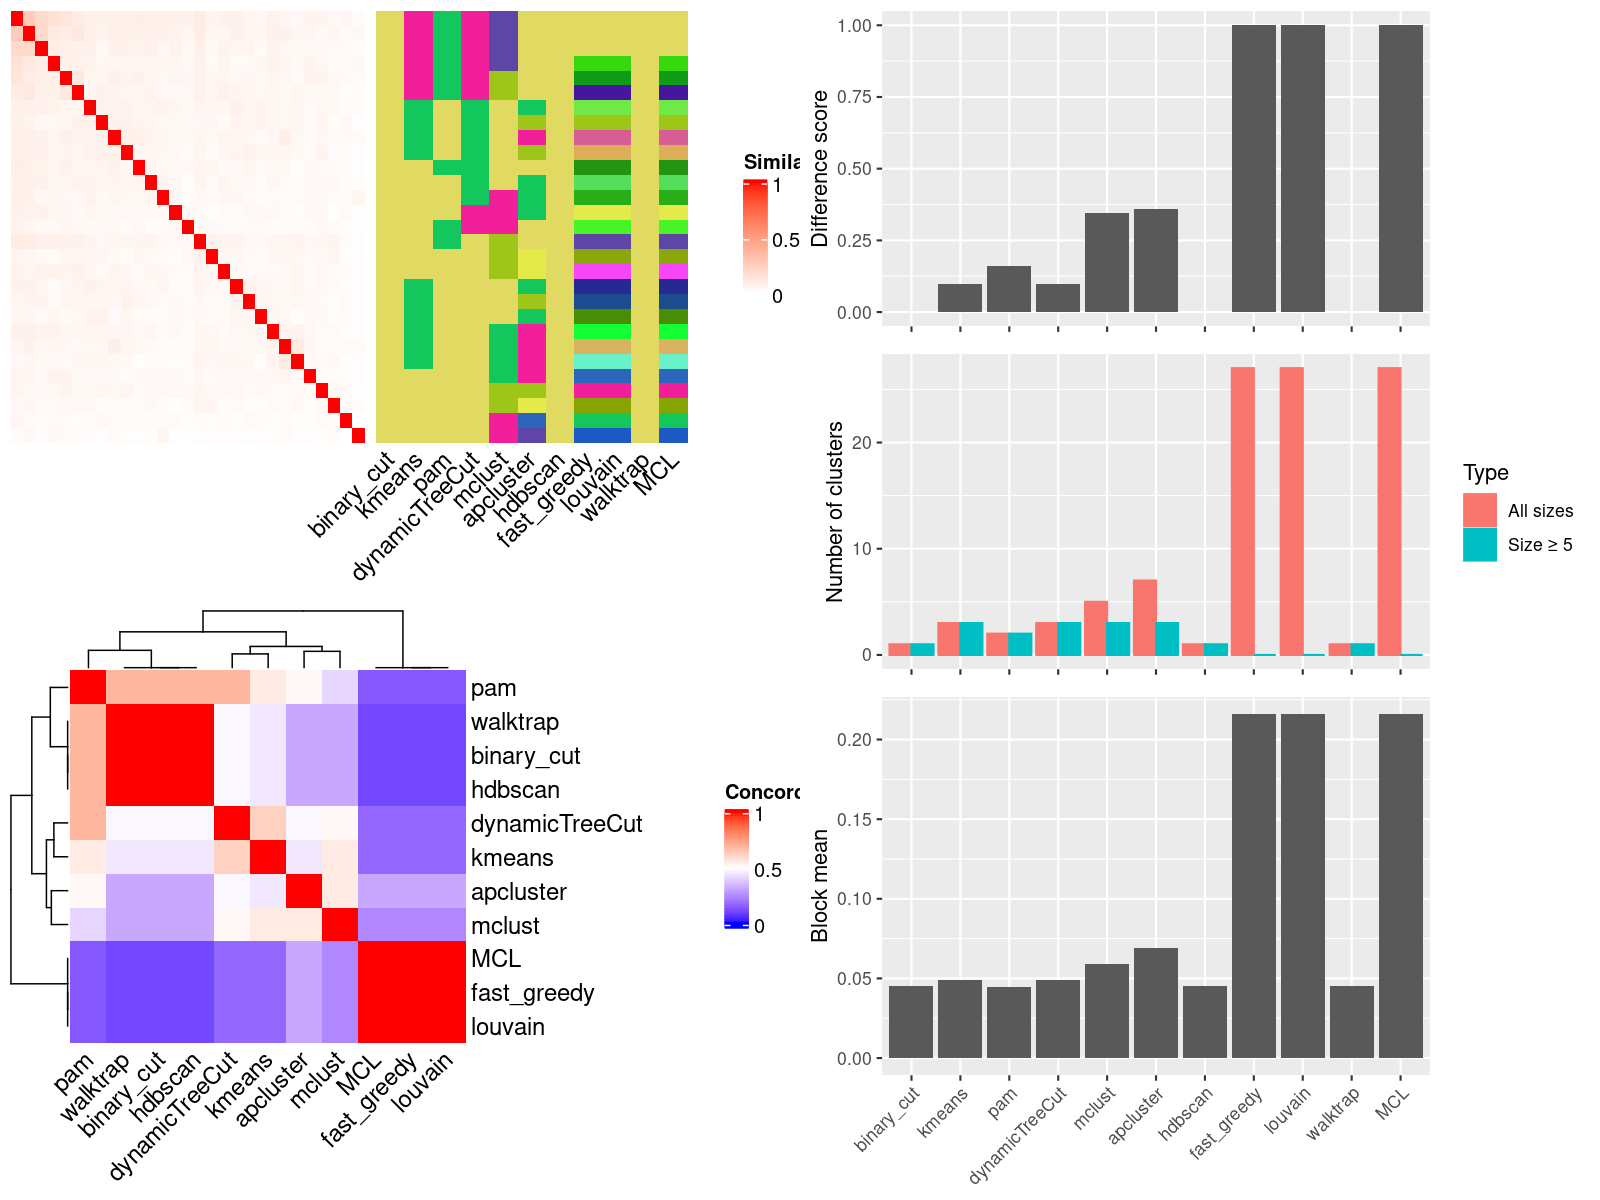 Simila
1
0.5
0
binary_cut
kmeans
pam
dynamicTreeCut
mclust
apcluster
hdbscan
fast_greedy
louvain
walktrap
MCL
Difference score
1.00
0.75
0.50
0.25
0.00
Number of clusters
20
10
0
Type
All sizes
Size ≥ 5
pam
walktrap
binary_cut
hdbscan
dynamicTreeCut
kmeans
apcluster
mclust
MCL
fast_greedy
louvain
Concord
1
0.5
0
pam
walktrap
binary_cut
hdbscan
dynamicTreeCut
kmeans
apcluster
mclust
MCL
fast_greedy
louvain
Block mean
0.20
0.15
0.10
0.05
0.00
binary_cut
kmeans
pam
dynamicTreeCut
mclust
apcluster
hdbscan
fast_greedy
louvain
walktrap
MCL